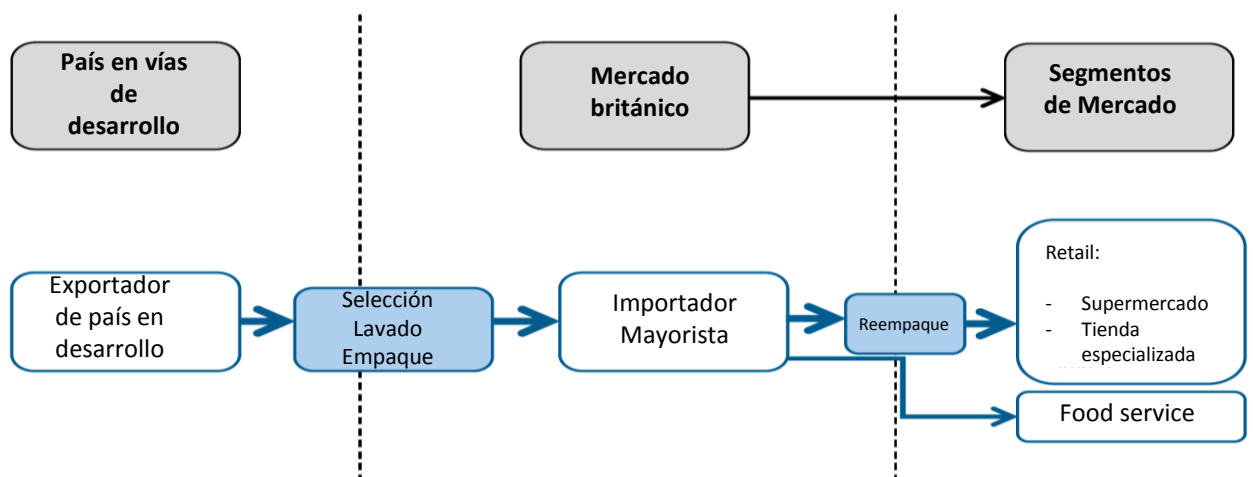 País en vías
de
desarrollo
Mercado
británico
Segmentos
de Mercado
Exportador
de país en
desarrollo
Selección
Lavado
Empaque
Importador
Mayorista
Reempaque
Retail:
- Supermercado
- Tienda
especializada
Food service